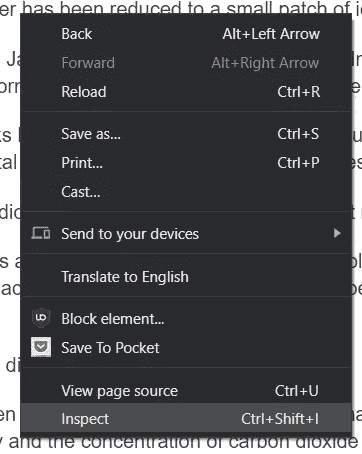 er has been reduced to a small patch of
Back Alt+Left Arrow
Forward Alt+Right Arrow
Reload Ctrl+R
Save as... Ctrl+S
Print... Ctrl+P
Cast...
Send to your devices
Translate to English
Block element...
Save To Pocket
View page source Ctrl+U
Inspect Ctrl+Shift+I
and the concentration of carbon dioxide